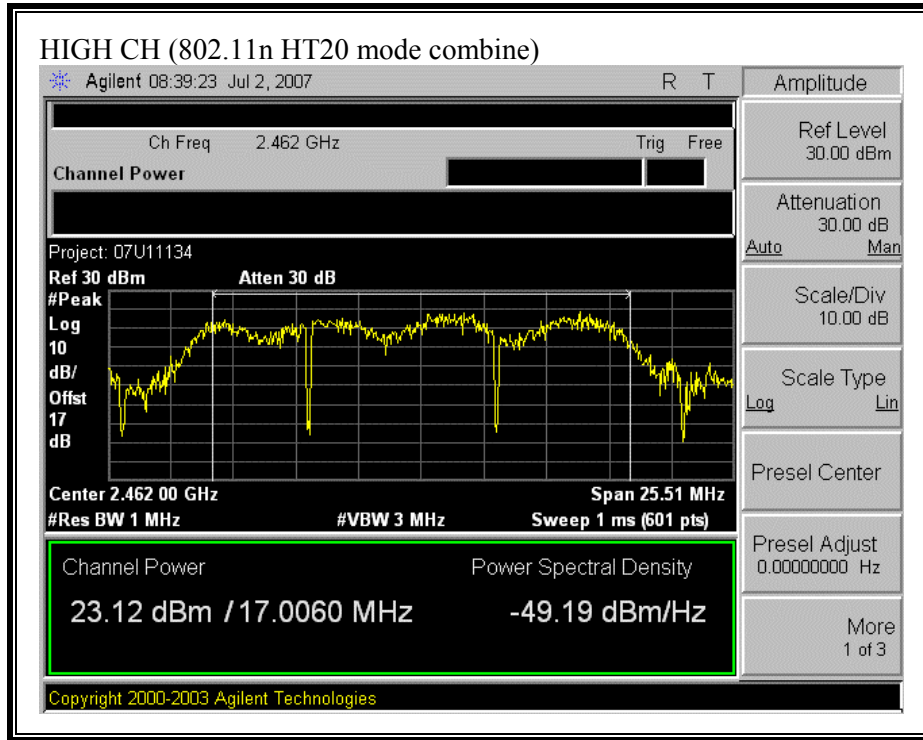 HIGH CH (802.11n HT20 mode combine)
Agilent 08:39:23 Jul 2, 2007 R T
Ch Freq 2.462 GHz Trig Free
Channel Power
Project: 07U11134
Ref 30 dBm Atten 30 dB
#Peak
Log
10
dB/
Offst
17
dB
Center 2.462 00 GHz Span 25.51 MHz
#Res BW 1 MHz #VBW 3 MHz Sweep 1 ms (601 pts)
Channel Power Power Spectral Density
23.12 dBm / 17.0060 MHz -49.19 dBm/Hz
Copyright 2000-2003 Agilent Technologies
Amplitude
Ref Level
30.00 dBm
Attenuation
30.00 dB
Auto Man
Scale/Div
10.00 dB
Scale Type
Log Lin
Presel Center
Presel Adjust
0.00000000 Hz
More
1 of 3